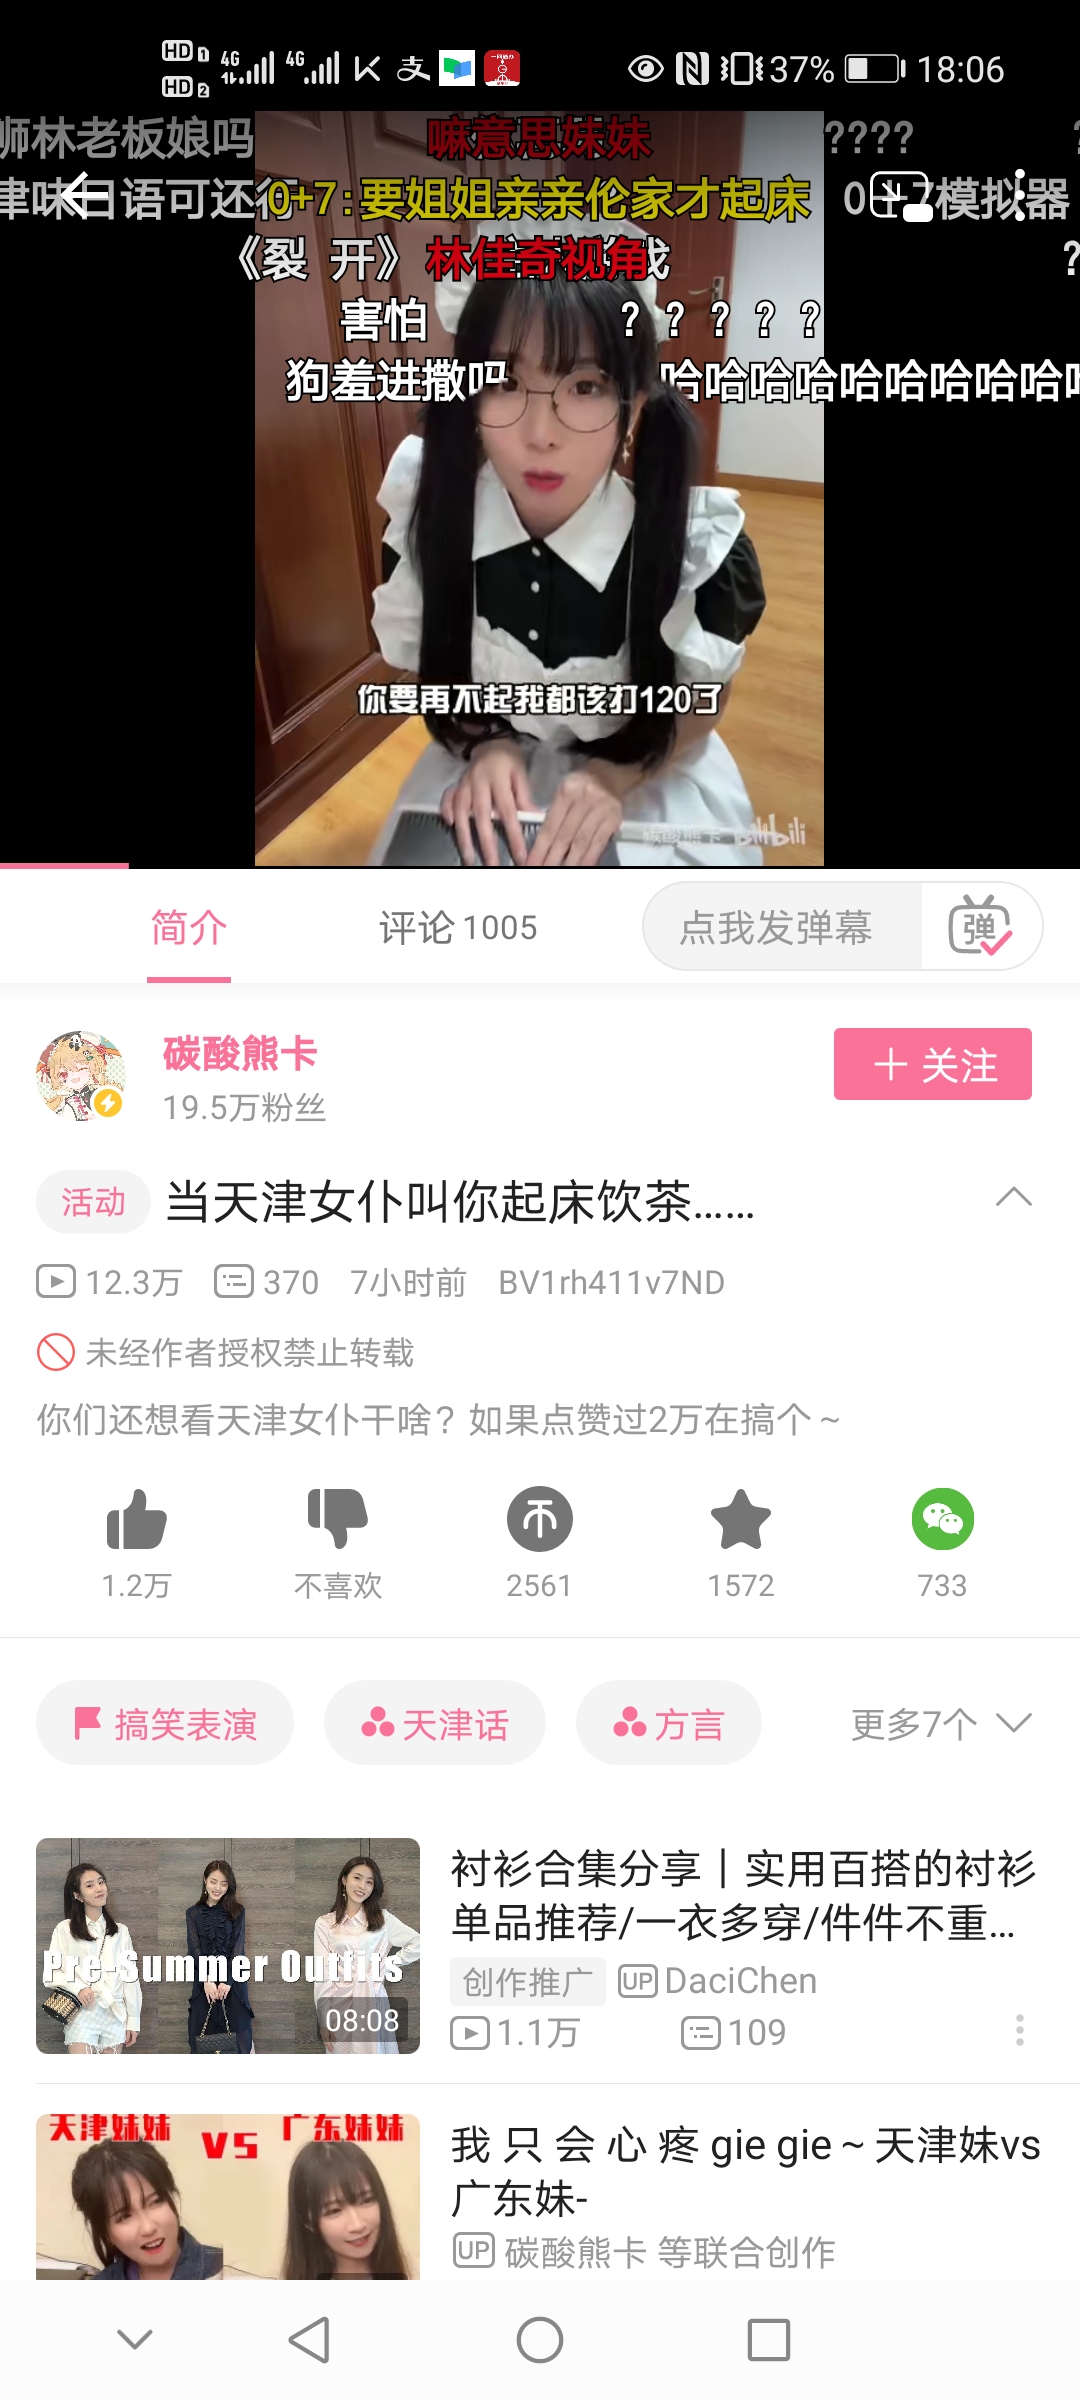 HD 1 4G 4G 37% 18:06
HD 2
狮林老板娘吗 嘛意思妹妹 ????
津味日语可还行 0+7:要姐姐亲亲伦家才起床 0+7模拟器
《裂 开》 林佳奇视角
害怕 ? ? ? ? ?
狗羞进撒吗 哈哈哈哈哈哈哈哈哈
你要再不起我都该打120了
碳酸熊卡 bilibili
简介 评论 1005 点我发弹幕 弹
碳酸熊卡
19.5万粉丝
+ 关注
活动 当天津女仆叫你起床饮茶……
12.3万 370 7小时前 BV1rh411v7ND
未经作者授权禁止转载
你们还想看天津女仆干啥？如果点赞过2万在搞个～
1.2万 不喜欢 2561 1572 733
搞笑表演 天津话 方言 更多7个
Pre-Summer Outfits
08:08
衬衫合集分享｜实用百搭的衬衫
单品推荐/一衣多穿/件件不重…
创作推广 UP DaciChen
1.1万 109
天津妹妹 VS 广东妹妹
我 只 会 心 疼 gie gie～天津妹vs
广东妹-
UP 碳酸熊卡 等联合创作